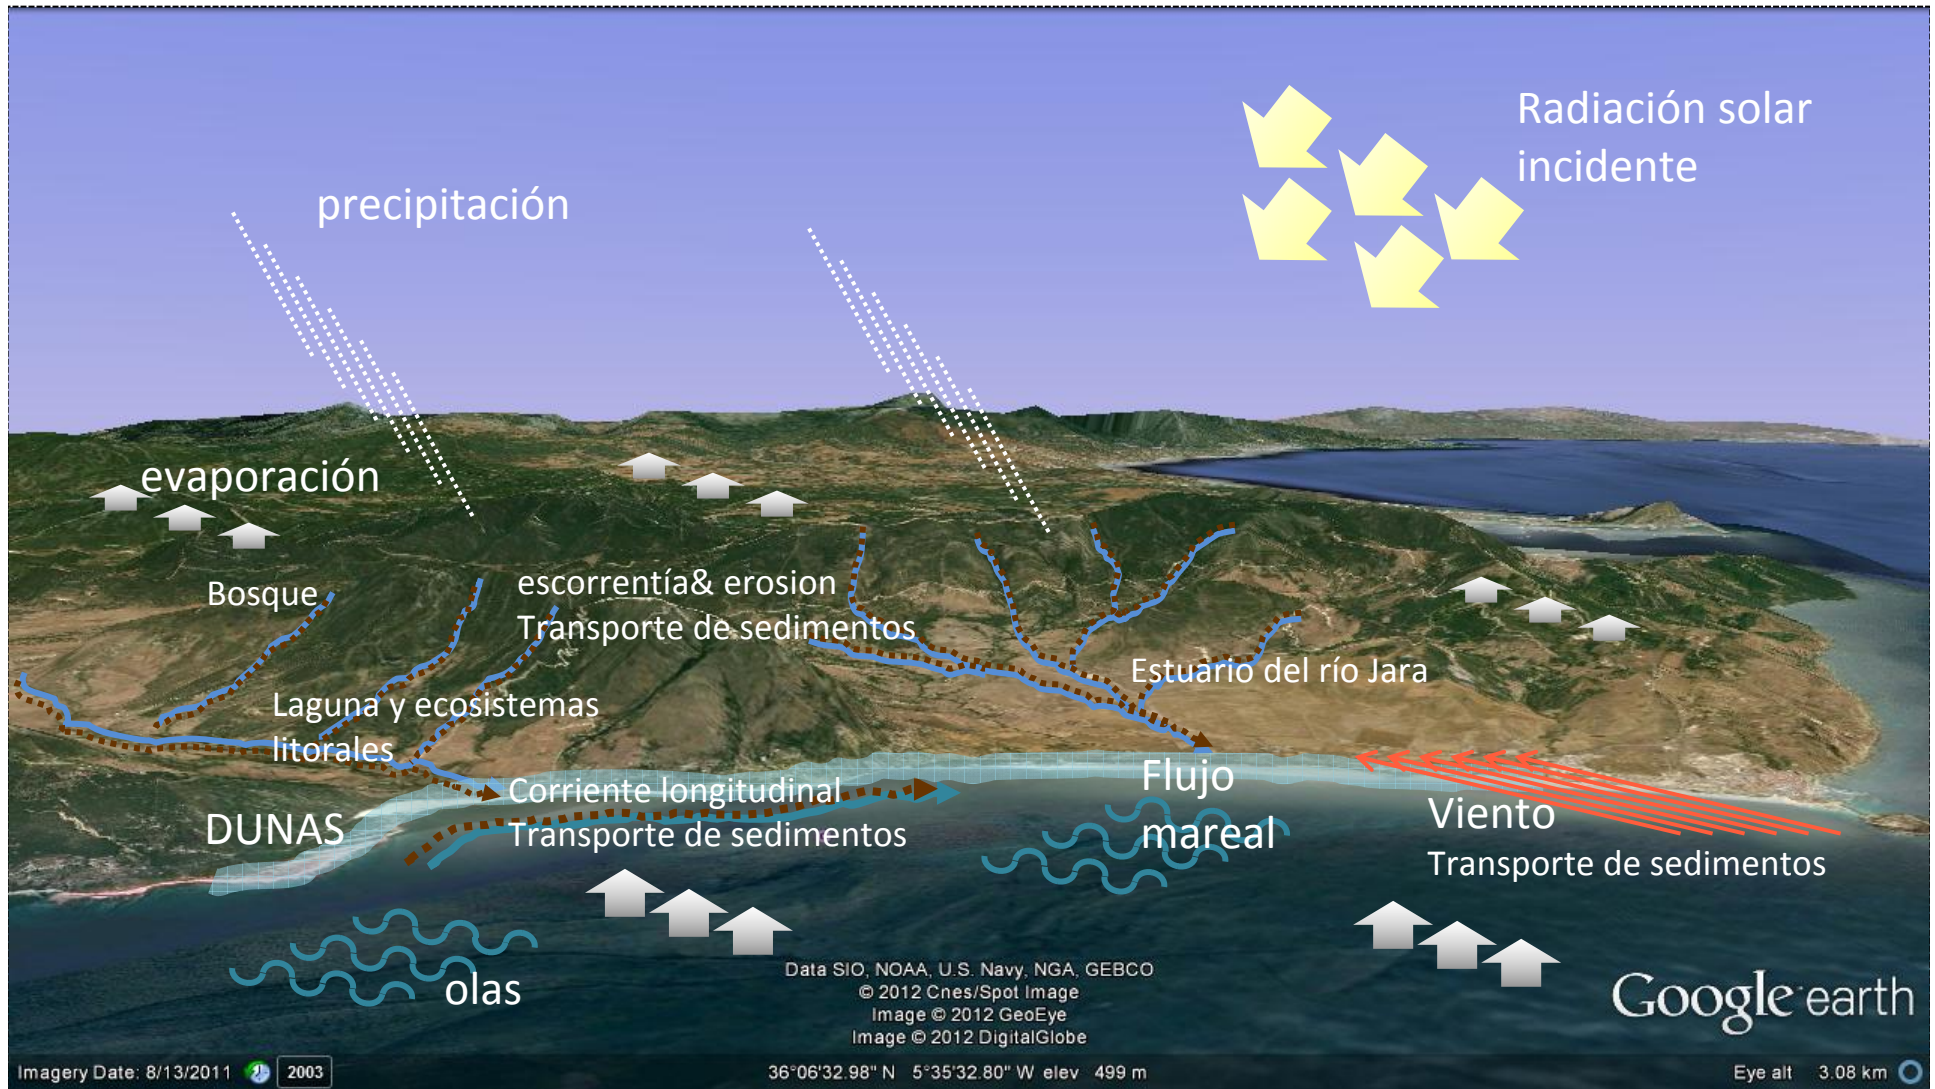 Radiación solar
incidente
precipitación
evaporación
Bosque
escorrentía& erosion
Transporte de sedimentos
Estuario del río Jara
Laguna y ecosistemas
litorales
Corriente longitudinal
Transporte de sedimentos
DUNAS
Flujo
mareal
Viento
Transporte de sedimentos
olas
Data SIO, NOAA, U.S. Navy, NGA, GEBCO
© 2012 Cnes/Spot Image
Image © 2012 GeoEye
Image © 2012 DigitalGlobe
Google earth
Imagery Date: 8/13/2011 2003
36°06'32.98" N 5°35'32.80" W elev 499 m
Eye alt 3.08 km